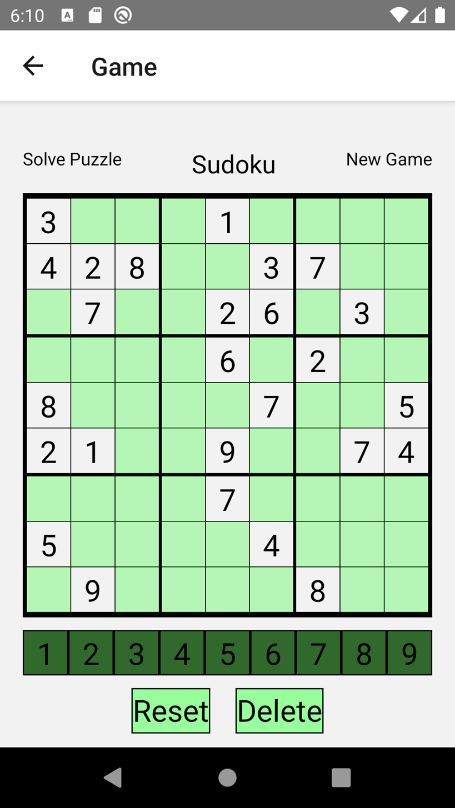 6:10
Game
Solve Puzzle Sudoku New Game
3 1
4 2 8 3 7
7 2 6 3
6 2
8 7 5
2 1 9 7 4
7
5 4
9 8
1 2 3 4 5 6 7 8 9
Reset Delete